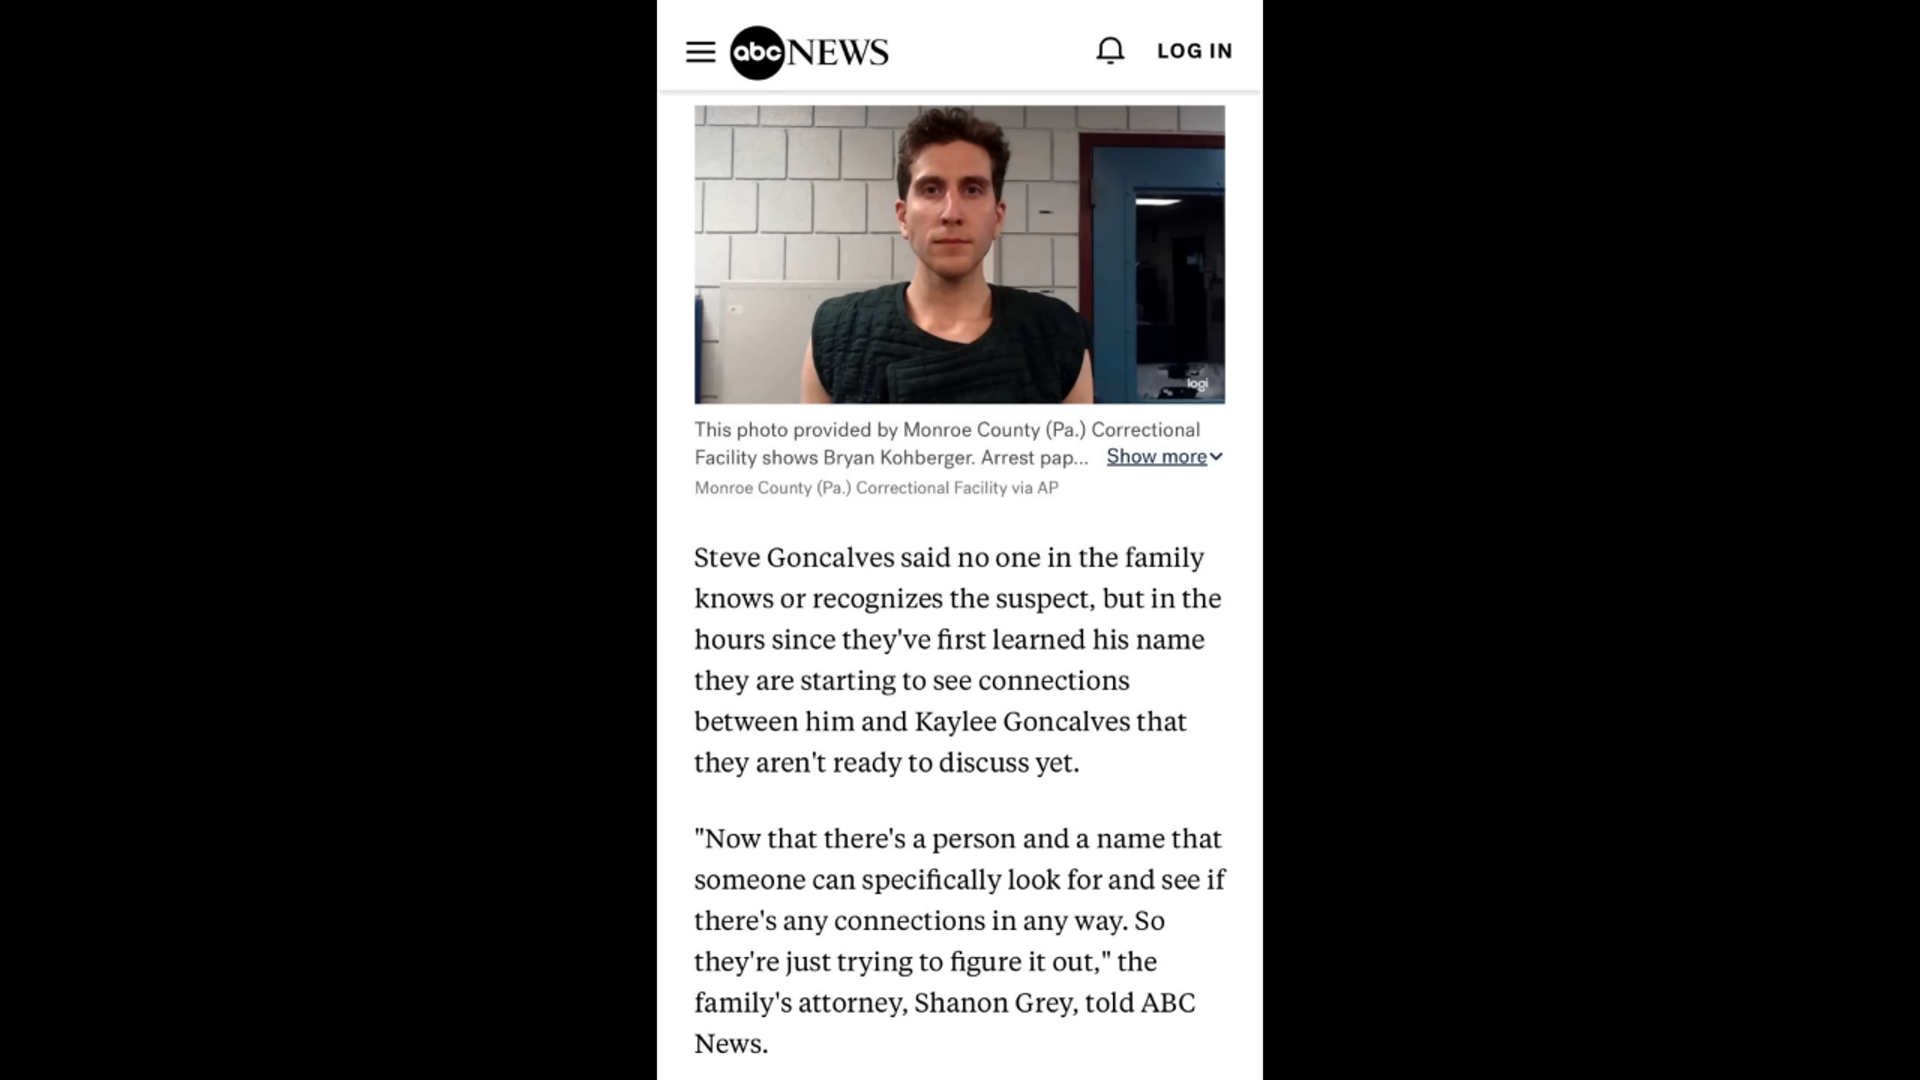 abc NEWS
LOG IN
logi
This photo provided by Monroe County (Pa.) Correctional
Facility shows Bryan Kohberger. Arrest pap... Show more
Monroe County (Pa.) Correctional Facility via AP
Steve Goncalves said no one in the family
knows or recognizes the suspect, but in the
hours since they've first learned his name
they are starting to see connections
between him and Kaylee Goncalves that
they aren't ready to discuss yet.
"Now that there's a person and a name that
someone can specifically look for and see if
there's any connections in any way. So
they're just trying to figure it out," the
family's attorney, Shanon Grey, told ABC
News.